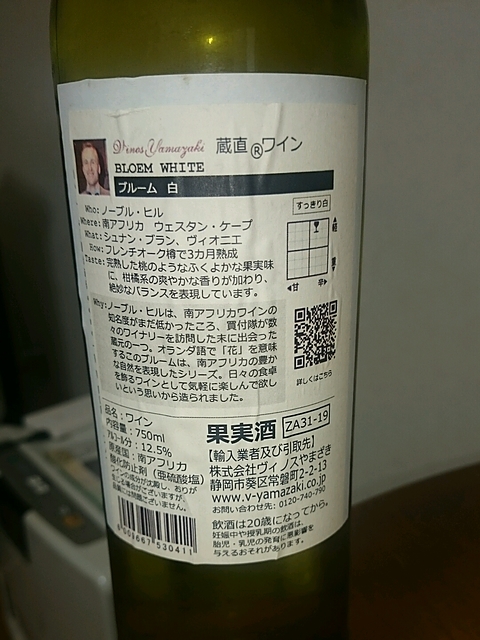 Vinos Yamazaki 蔵直®ワイン
BLOEM WHITE
ブルーム 白
すっきり白
Who:ノーブル・ヒル
Where:南アフリカ ウェスタン・ケープ
What:シュナン・ブラン、ヴィオニエ
How:フレンチオーク樽で3カ月熟成
Taste:完熟した桃のようなふくよかな果実味
に、柑橘系の爽やかな香りが加わり、
絶妙なバランスを表現しています。
▲軽
重▼
◀甘 辛▶
Why:ノーブル・ヒルは、南アフリカワインの
知名度がまだ低かったころ、買付隊が数
々のワイナリーを訪問した末に出会った
蔵元の一つ。オランダ語で「花」を意味
するこのブルームは、南アフリカの豊か
な自然を表現したシリーズ。日々の食卓
を飾るワインとして気軽に楽しんで欲し
いという思いから造られました。
詳しくはこちら
品名:ワイン
内容量:750ml
アルコール分:12.5%
原産国:南アフリカ
酸化防止剤(亜硫酸塩)
果実酒 ZA31-19
【輸入業者及び引取先】
株式会社ヴィノスやまざき
静岡市葵区常磐町2-2-13
www.v-yamazaki.co.jp
お問い合わせ先:0120-740-790
飲酒は20歳になってから。
妊娠中や授乳期の飲酒は、
胎児・乳児の発育に悪影響を
与えるおそれがあります。